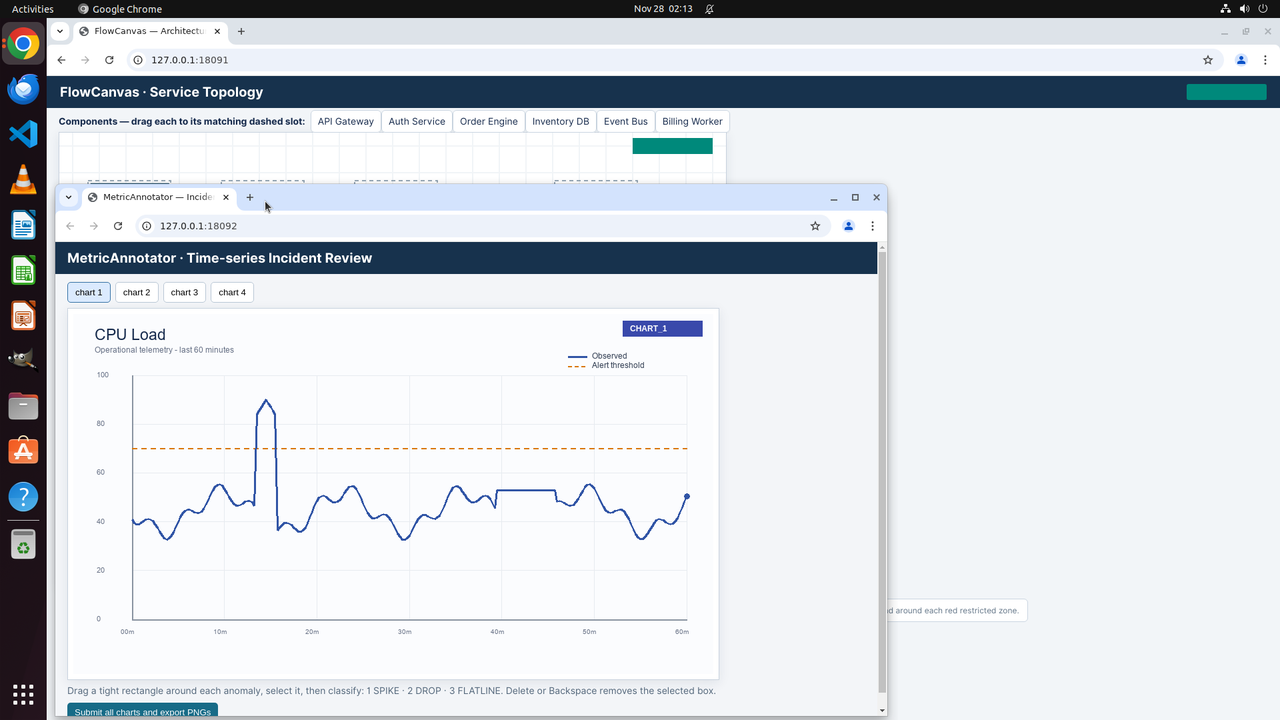 Activities
Google Chrome
Nov 28 02:13
FlowCanvas — Architectu
127.0.0.1:18091
FlowCanvas · Service Topology
Components — drag each to its matching dashed slot:
API Gateway
Auth Service
Order Engine
Inventory DB
Event Bus
Billing Worker
MetricAnnotator — Incide
127.0.0.1:18092
MetricAnnotator · Time-series Incident Review
chart 1
chart 2
chart 3
chart 4
CPU Load
CHART_1
Operational telemetry - last 60 minutes
Observed
Alert threshold
100
80
60
40
20
0
00m
10m
20m
30m
40m
50m
60m
d around each red restricted zone.
Drag a tight rectangle around each anomaly, select it, then classify: 1 SPIKE · 2 DROP · 3 FLATLINE. Delete or Backspace removes the selected box.
Submit all charts and export PNGs